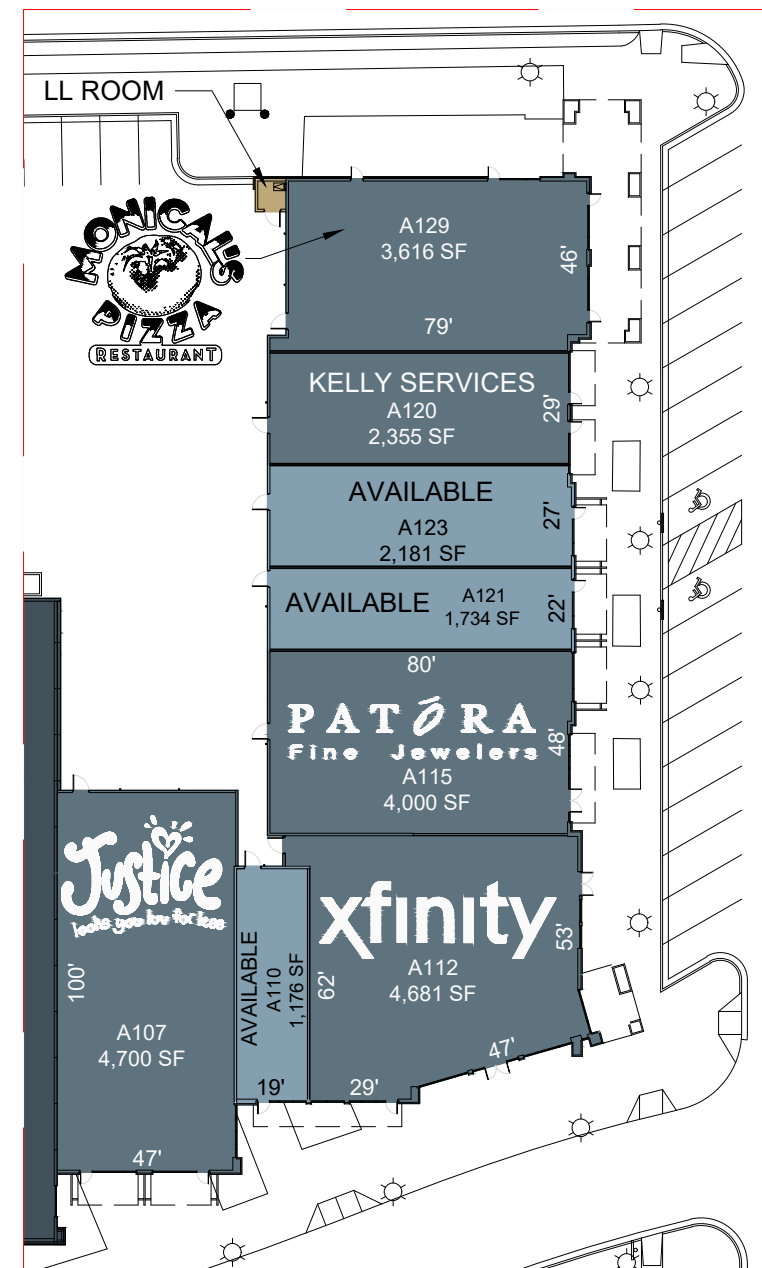 LL ROOM
MONICAL'S
PIZZA
RESTAURANT
A129
3,616 SF
46'
79'
KELLY SERVICES
A120
2,355 SF
29'
AVAILABLE
A123
2,181 SF
27'
AVAILABLE
A121
1,734 SF
22'
80'
PATÓRA
Fine Jewelers
48'
A115
4,000 SF
Justice
looks you luv for less
100'
A107
4,700 SF
47'
AVAILABLE
A110
1,176 SF
19'
xfinity
A112
4,681 SF
62'
53'
29'
47'